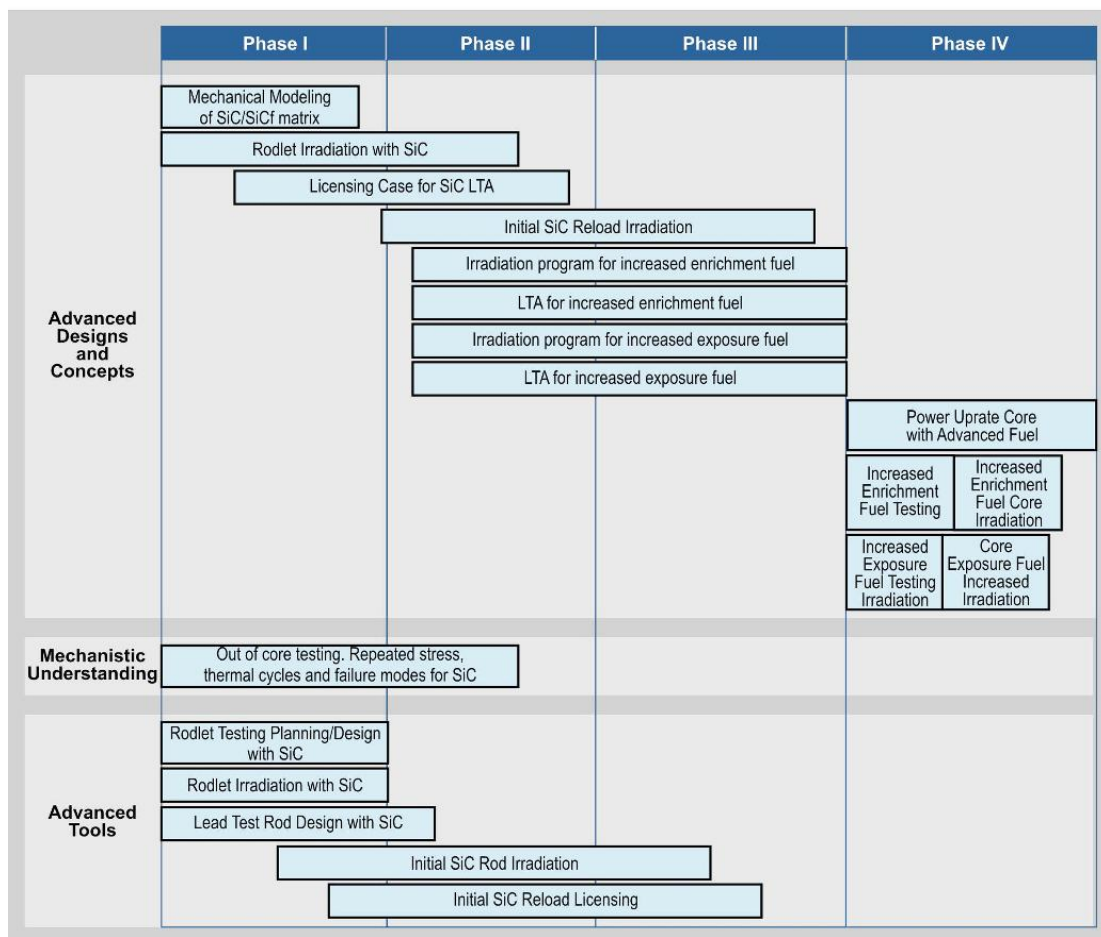 Phase I
Phase II
Phase III
Phase IV
Advanced
Designs
and
Concepts
Mechanical Modeling
of SiC/SiCf matrix
Rodlet Irradiation with SiC
Licensing Case for SiC LTA
Initial SiC Reload Irradiation
Irradiation program for increased enrichment fuel
LTA for increased enrichment fuel
Irradiation program for increased exposure fuel
LTA for increased exposure fuel
Power Uprate Core
with Advanced Fuel
Increased
Enrichment
Fuel Testing
Increased
Enrichment
Fuel Core
Irradiation
Increased
Exposure
Fuel Testing
Irradiation
Core
Exposure Fuel
Increased
Irradiation
Mechanistic
Understanding
Out of core testing. Repeated stress,
thermal cycles and failure modes for SiC
Advanced
Tools
Rodlet Testing Planning/Design
with SiC
Rodlet Irradiation with SiC
Lead Test Rod Design with SiC
Initial SiC Rod Irradiation
Initial SiC Reload Licensing